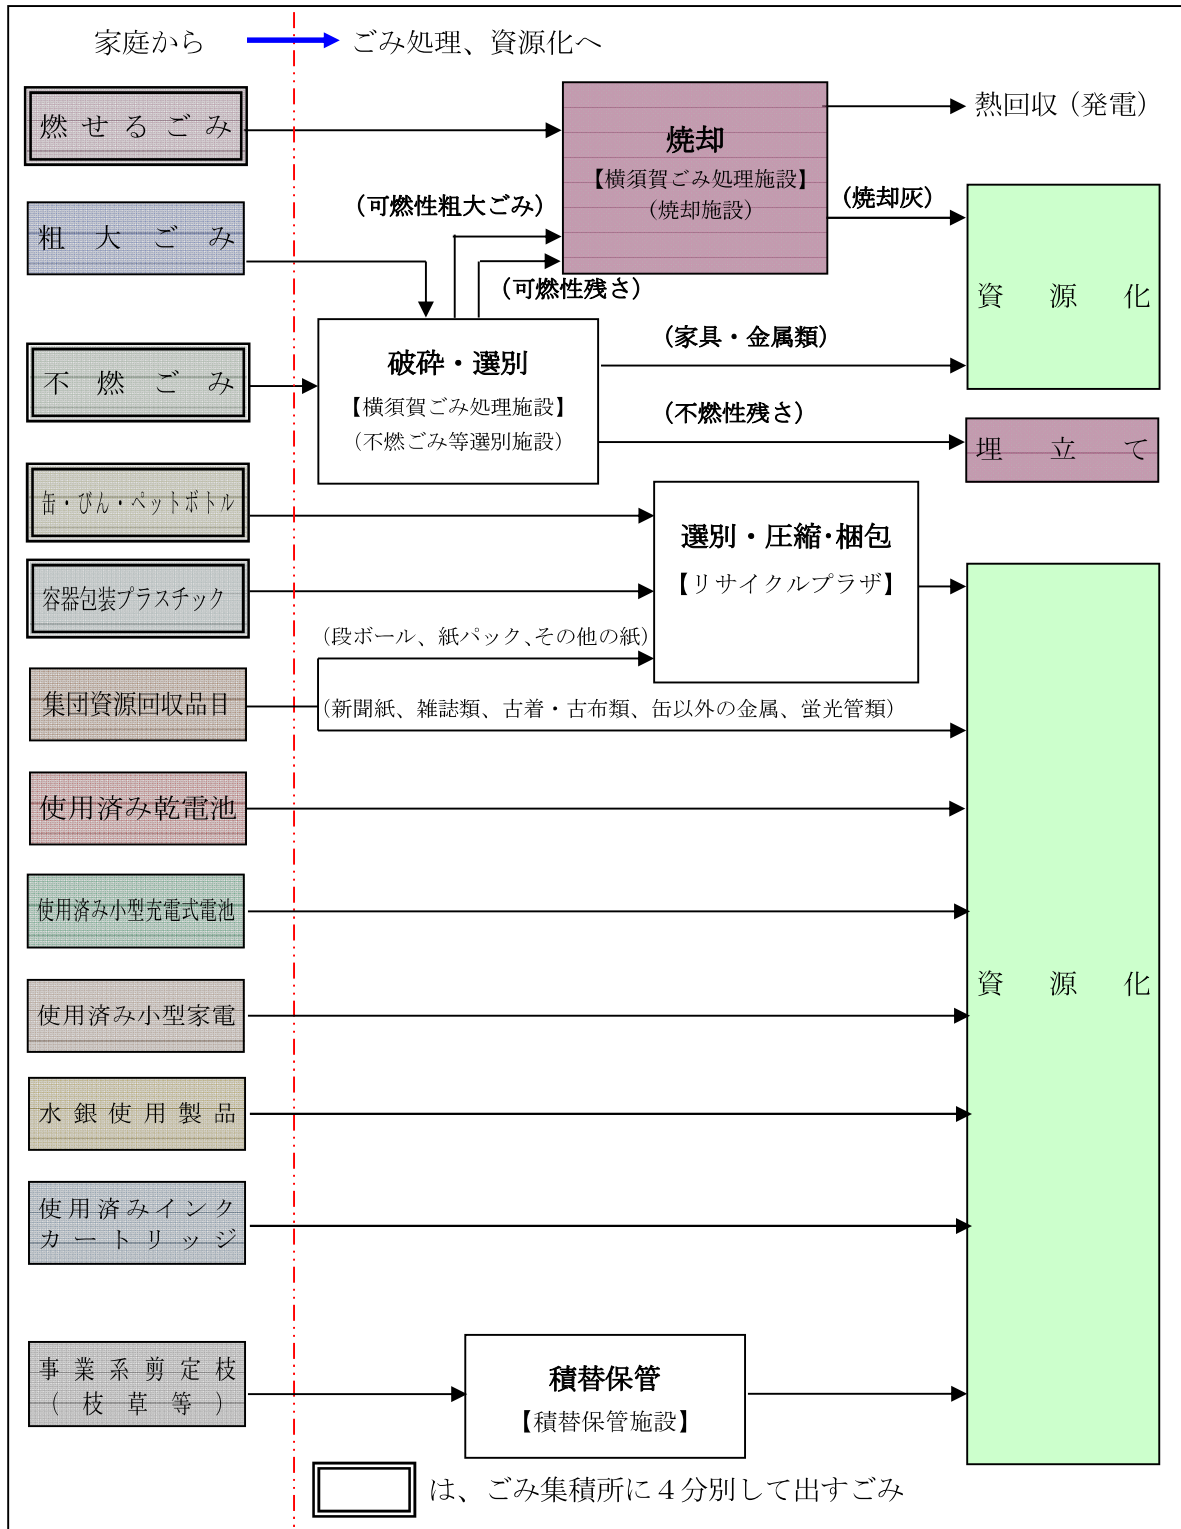 家庭から
ごみ処理、資源化へ
燃せるごみ
焼却
【横須賀ごみ処理施設】
(焼却施設)
熱回収（発電）
(焼却灰)
(可燃性粗大ごみ)
粗大ごみ
(可燃性残さ)
資源化
不燃ごみ
破砕・選別
【横須賀ごみ処理施設】
（不燃ごみ等選別施設）
(家具・金属類)
(不燃性残さ)
埋立て
缶・びん・ペットボトル
選別・圧縮・梱包
【リサイクルプラザ】
容器包装プラスチック
(段ボール、紙パック、その他の紙)
集団資源回収品目
(新聞紙、雑誌類、古着・古布類、缶以外の金属、蛍光管類)
使用済み乾電池
使用済み小型充電式電池
資源化
使用済み小型家電
水銀使用製品
使用済みインク
カートリッジ
事業系剪定枝
（枝草等）
積替保管
【積替保管施設】
は、ごみ集積所に４分別して出すごみ